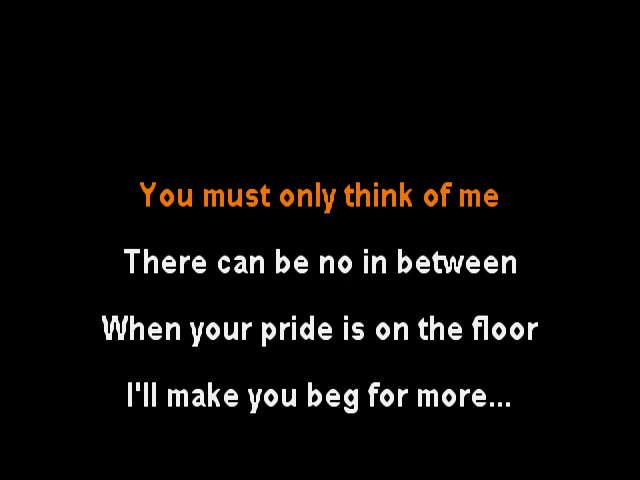 You must only think of me
There can be no in between
When your pride is on the floor
I'll make you beg for more...